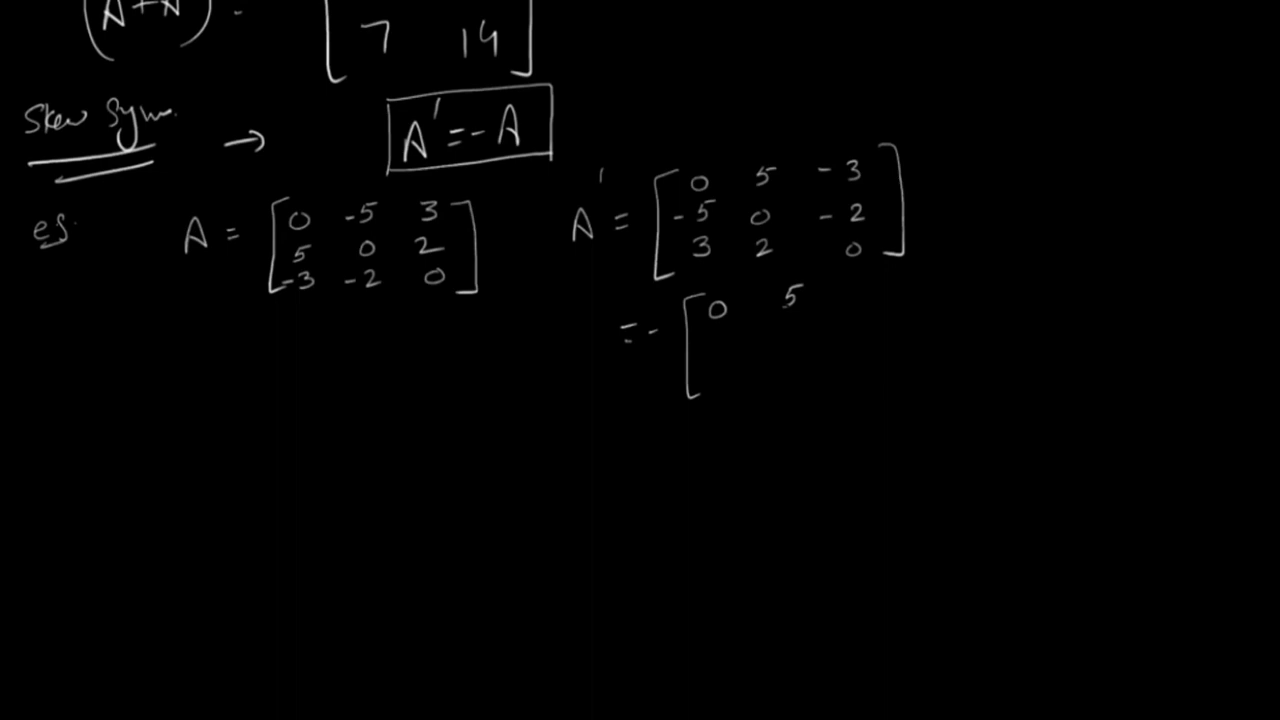 (A+A') = [
7 14 ]
Skew Sym. → A' = -A
eg. A = [ 0 -5 3
5 0 2
-3 -2 0 ]
A' = [ 0 5 -3
-5 0 -2
3 2 0 ]
= - [ 0 5